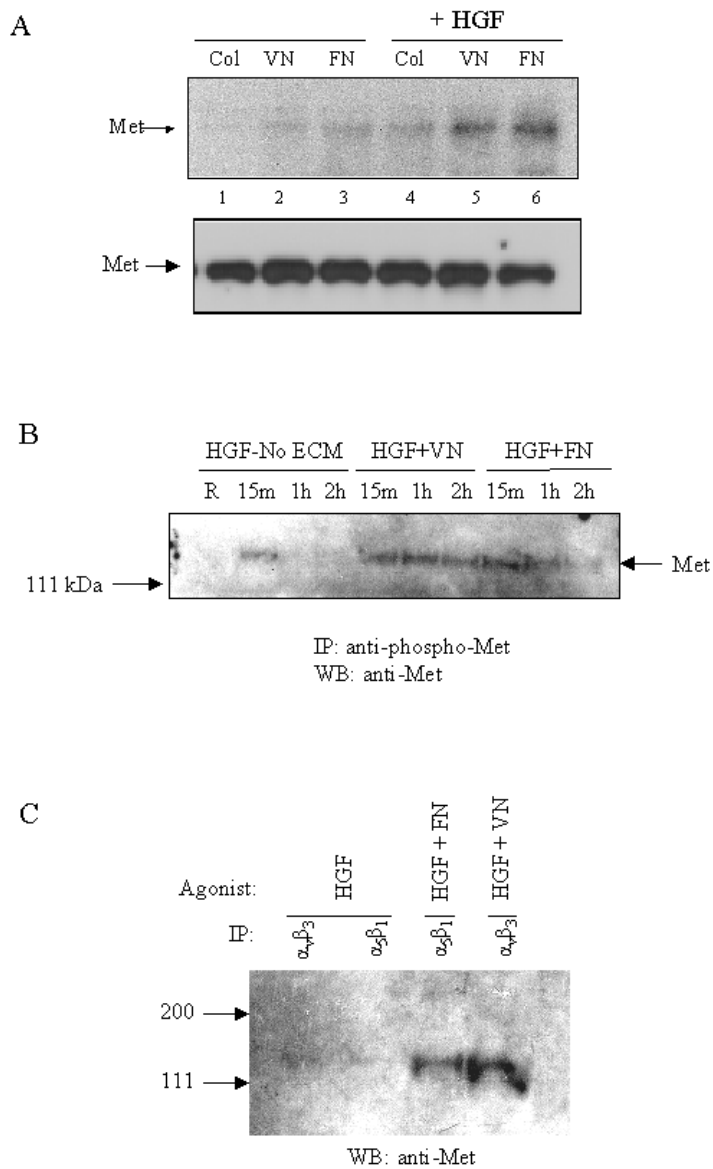 A
+ HGF
Col VN FN Col VN FN
Met
1 2 3 4 5 6
Met
B
HGF-No ECM HGF+VN HGF+FN
R 15m 1h 2h 15m 1h 2h 15m 1h 2h
Met
111 kDa
IP: anti-phospho-Met
WB: anti-Met
C
Agonist: HGF HGF + FN HGF + VN
IP: αvβ3 α5β1 α5β1 αvβ3
200
111
WB: anti-Met